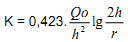 K = 0,423. Qo/h² lg 2h/r